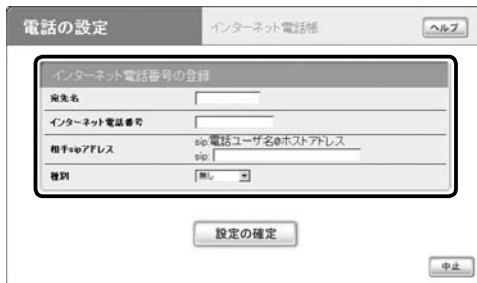 電話の設定
インターネット電話帳
ヘルプ
インターネット電話番号の登録
宛先名
インターネット電話番号
相手sipアドレス
sip:電話ユーザ名@ホストアドレス
sip:
種別
無し
設定の確定
中止